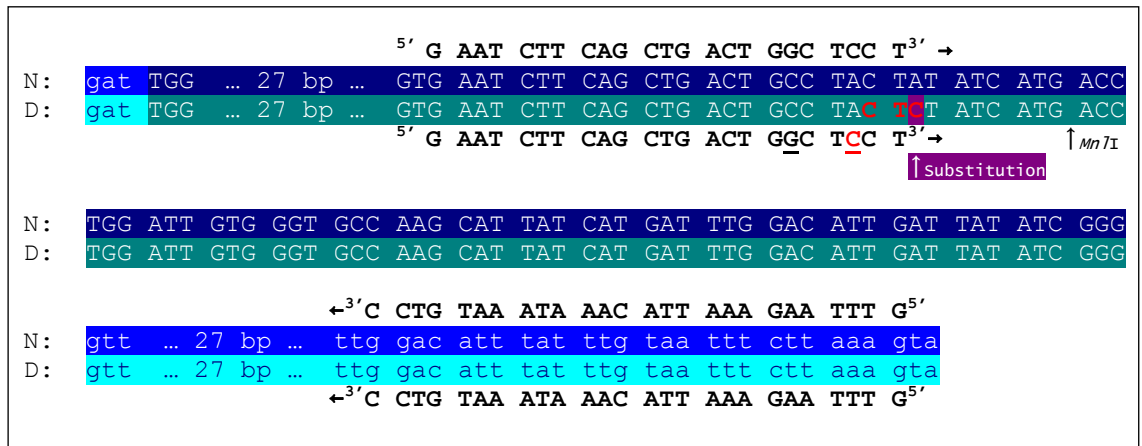 5′ G AAT CTT CAG CTG ACT GGC TCC T3′ →
N: gat TGG … 27 bp … GTG AAT CTT CAG CTG ACT GCC TAC TAT ATC ATG ACC
D: gat TGG … 27 bp … GTG AAT CTT CAG CTG ACT GCC TAC TCT ATC ATG ACC
5′ G AAT CTT CAG CTG ACT GGC TCC T3′→ ↑MnlI
↑Substitution
N: TGG ATT GTG GGT GCC AAG CAT TAT CAT GAT TTG GAC ATT GAT TAT ATC GGG
D: TGG ATT GTG GGT GCC AAG CAT TAT CAT GAT TTG GAC ATT GAT TAT ATC GGG
←3′C CTG TAA ATA AAC ATT AAA GAA TTT G5′
N: gtt … 27 bp … ttg gac att tat ttg taa ttt ctt aaa gta
D: gtt … 27 bp … ttg gac att tat ttg taa ttt ctt aaa gta
←3′C CTG TAA ATA AAC ATT AAA GAA TTT G5′